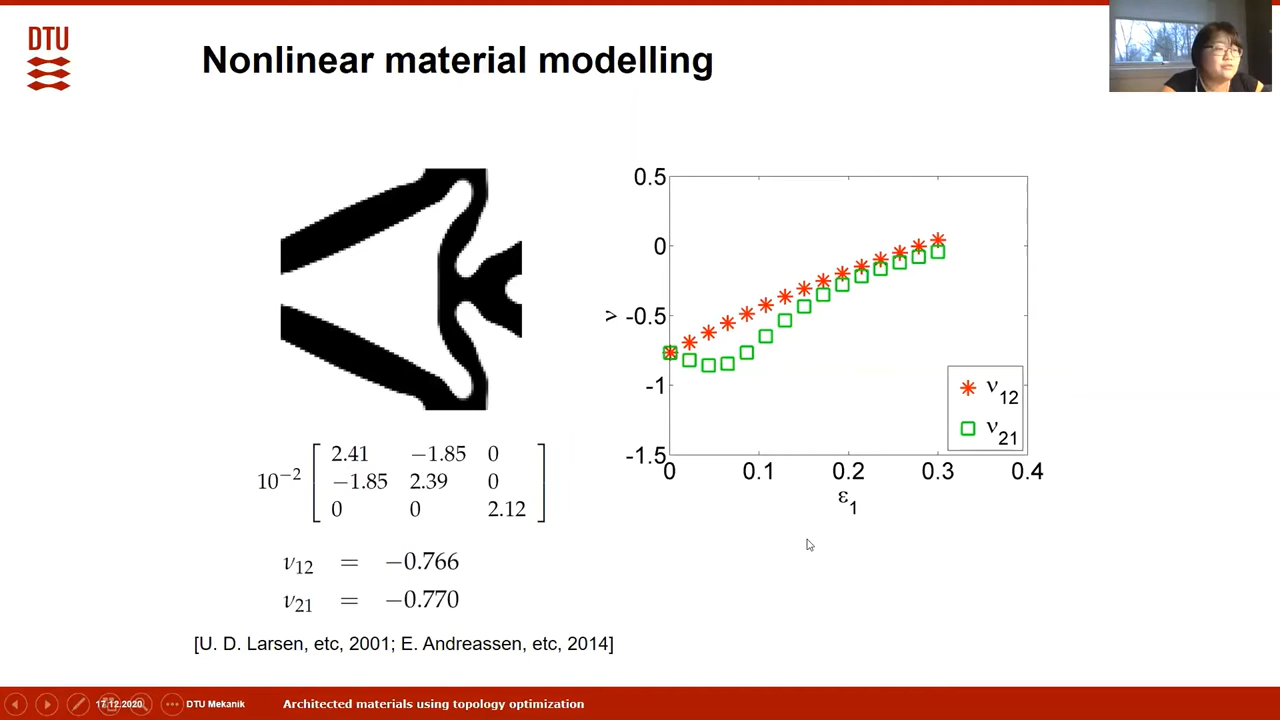 DTU
Nonlinear material modelling
10−2 [ 2.41 −1.85 0
−1.85 2.39 0
0 0 2.12 ]
ν12 = −0.766
ν21 = −0.770
[U. D. Larsen, etc, 2001; E. Andreassen, etc, 2014]
0.5
0
-0.5
-1
-1.5
ν
0 0.1 0.2 0.3 0.4
ε1
ν12
ν21
17.12.2020 DTU Mekanik Architected materials using topology optimization